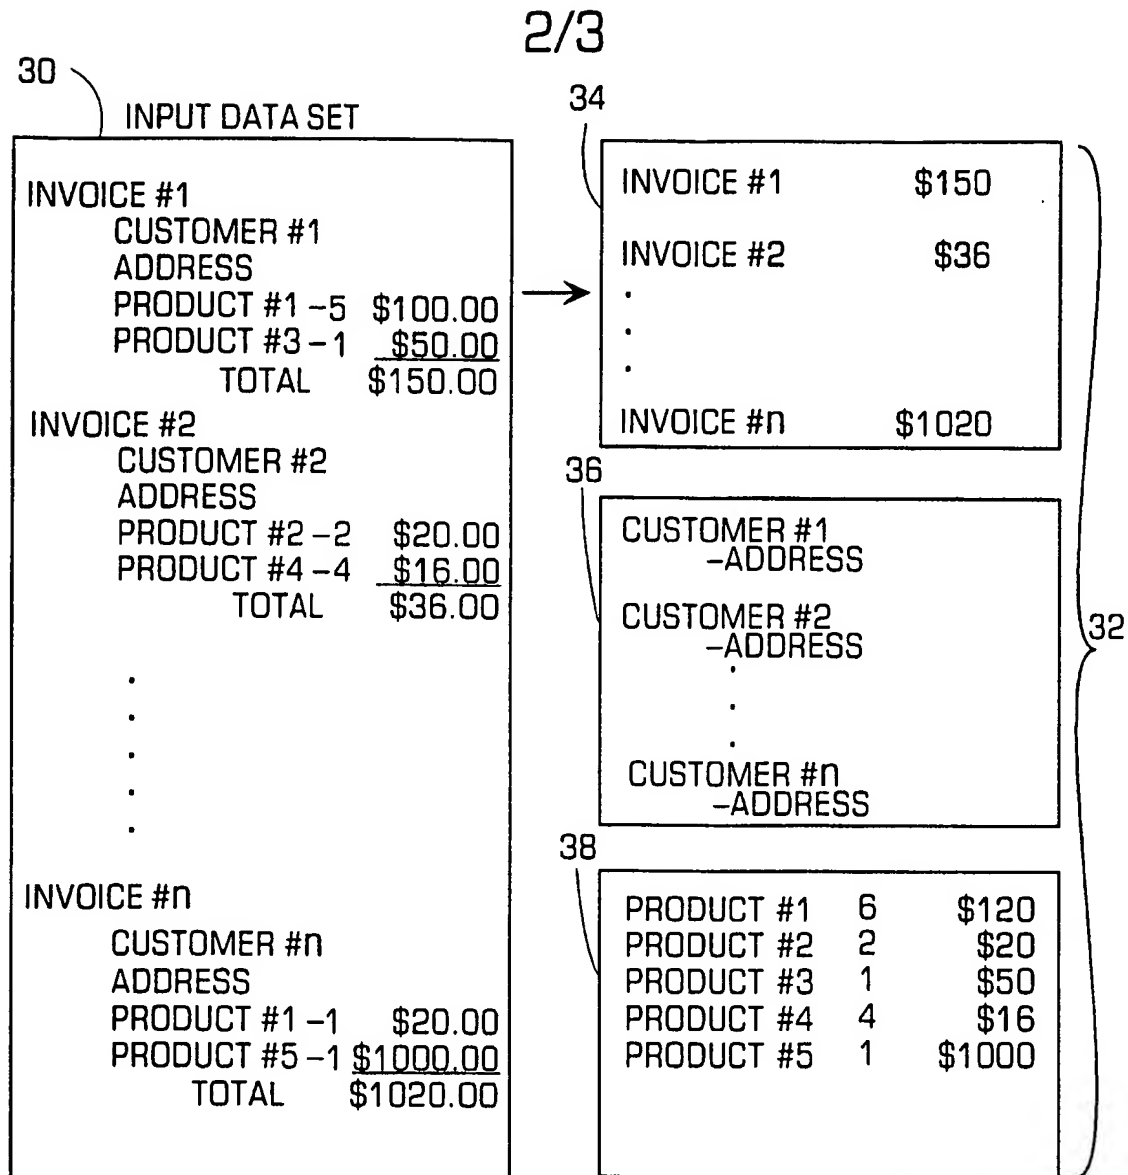 2/3
30
INPUT DATA SET
INVOICE #1
CUSTOMER #1
ADDRESS
PRODUCT #1 –5 $100.00
PRODUCT #3 – 1 $50.00
TOTAL $150.00
INVOICE #2
CUSTOMER #2
ADDRESS
PRODUCT #2 –2 $20.00
PRODUCT #4 –4 $16.00
TOTAL $36.00
.
.
.
.
.
INVOICE #n
CUSTOMER #n
ADDRESS
PRODUCT #1 –1 $20.00
PRODUCT #5 –1 $1000.00
TOTAL $1020.00
34
INVOICE #1 $150
INVOICE #2 $36
.
.
.
INVOICE #n $1020
36
CUSTOMER #1
–ADDRESS
CUSTOMER #2
–ADDRESS
.
.
.
CUSTOMER #n
–ADDRESS
38
PRODUCT #1 6 $120
PRODUCT #2 2 $20
PRODUCT #3 1 $50
PRODUCT #4 4 $16
PRODUCT #5 1 $1000
32